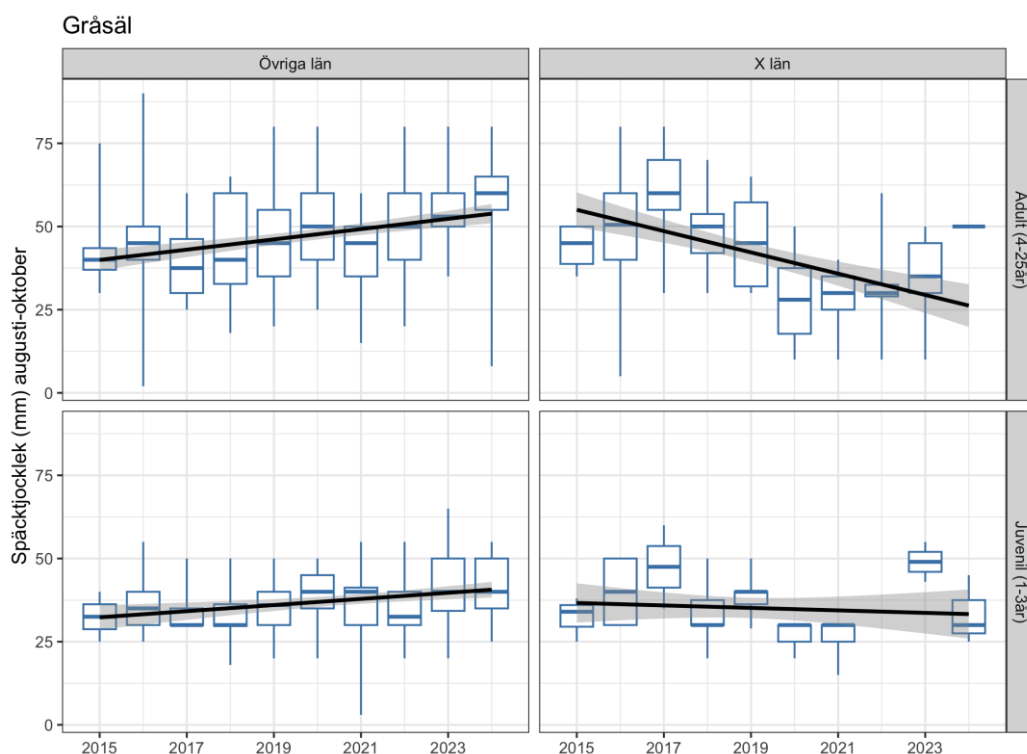 Gråsäl
Övriga län
X län
Späcktjocklek (mm) augusti-oktober
75
50
25
0
Adult (4-25år)
75
50
25
0
Juvenil (1-3år)
2015 2017 2019 2021 2023
2015 2017 2019 2021 2023